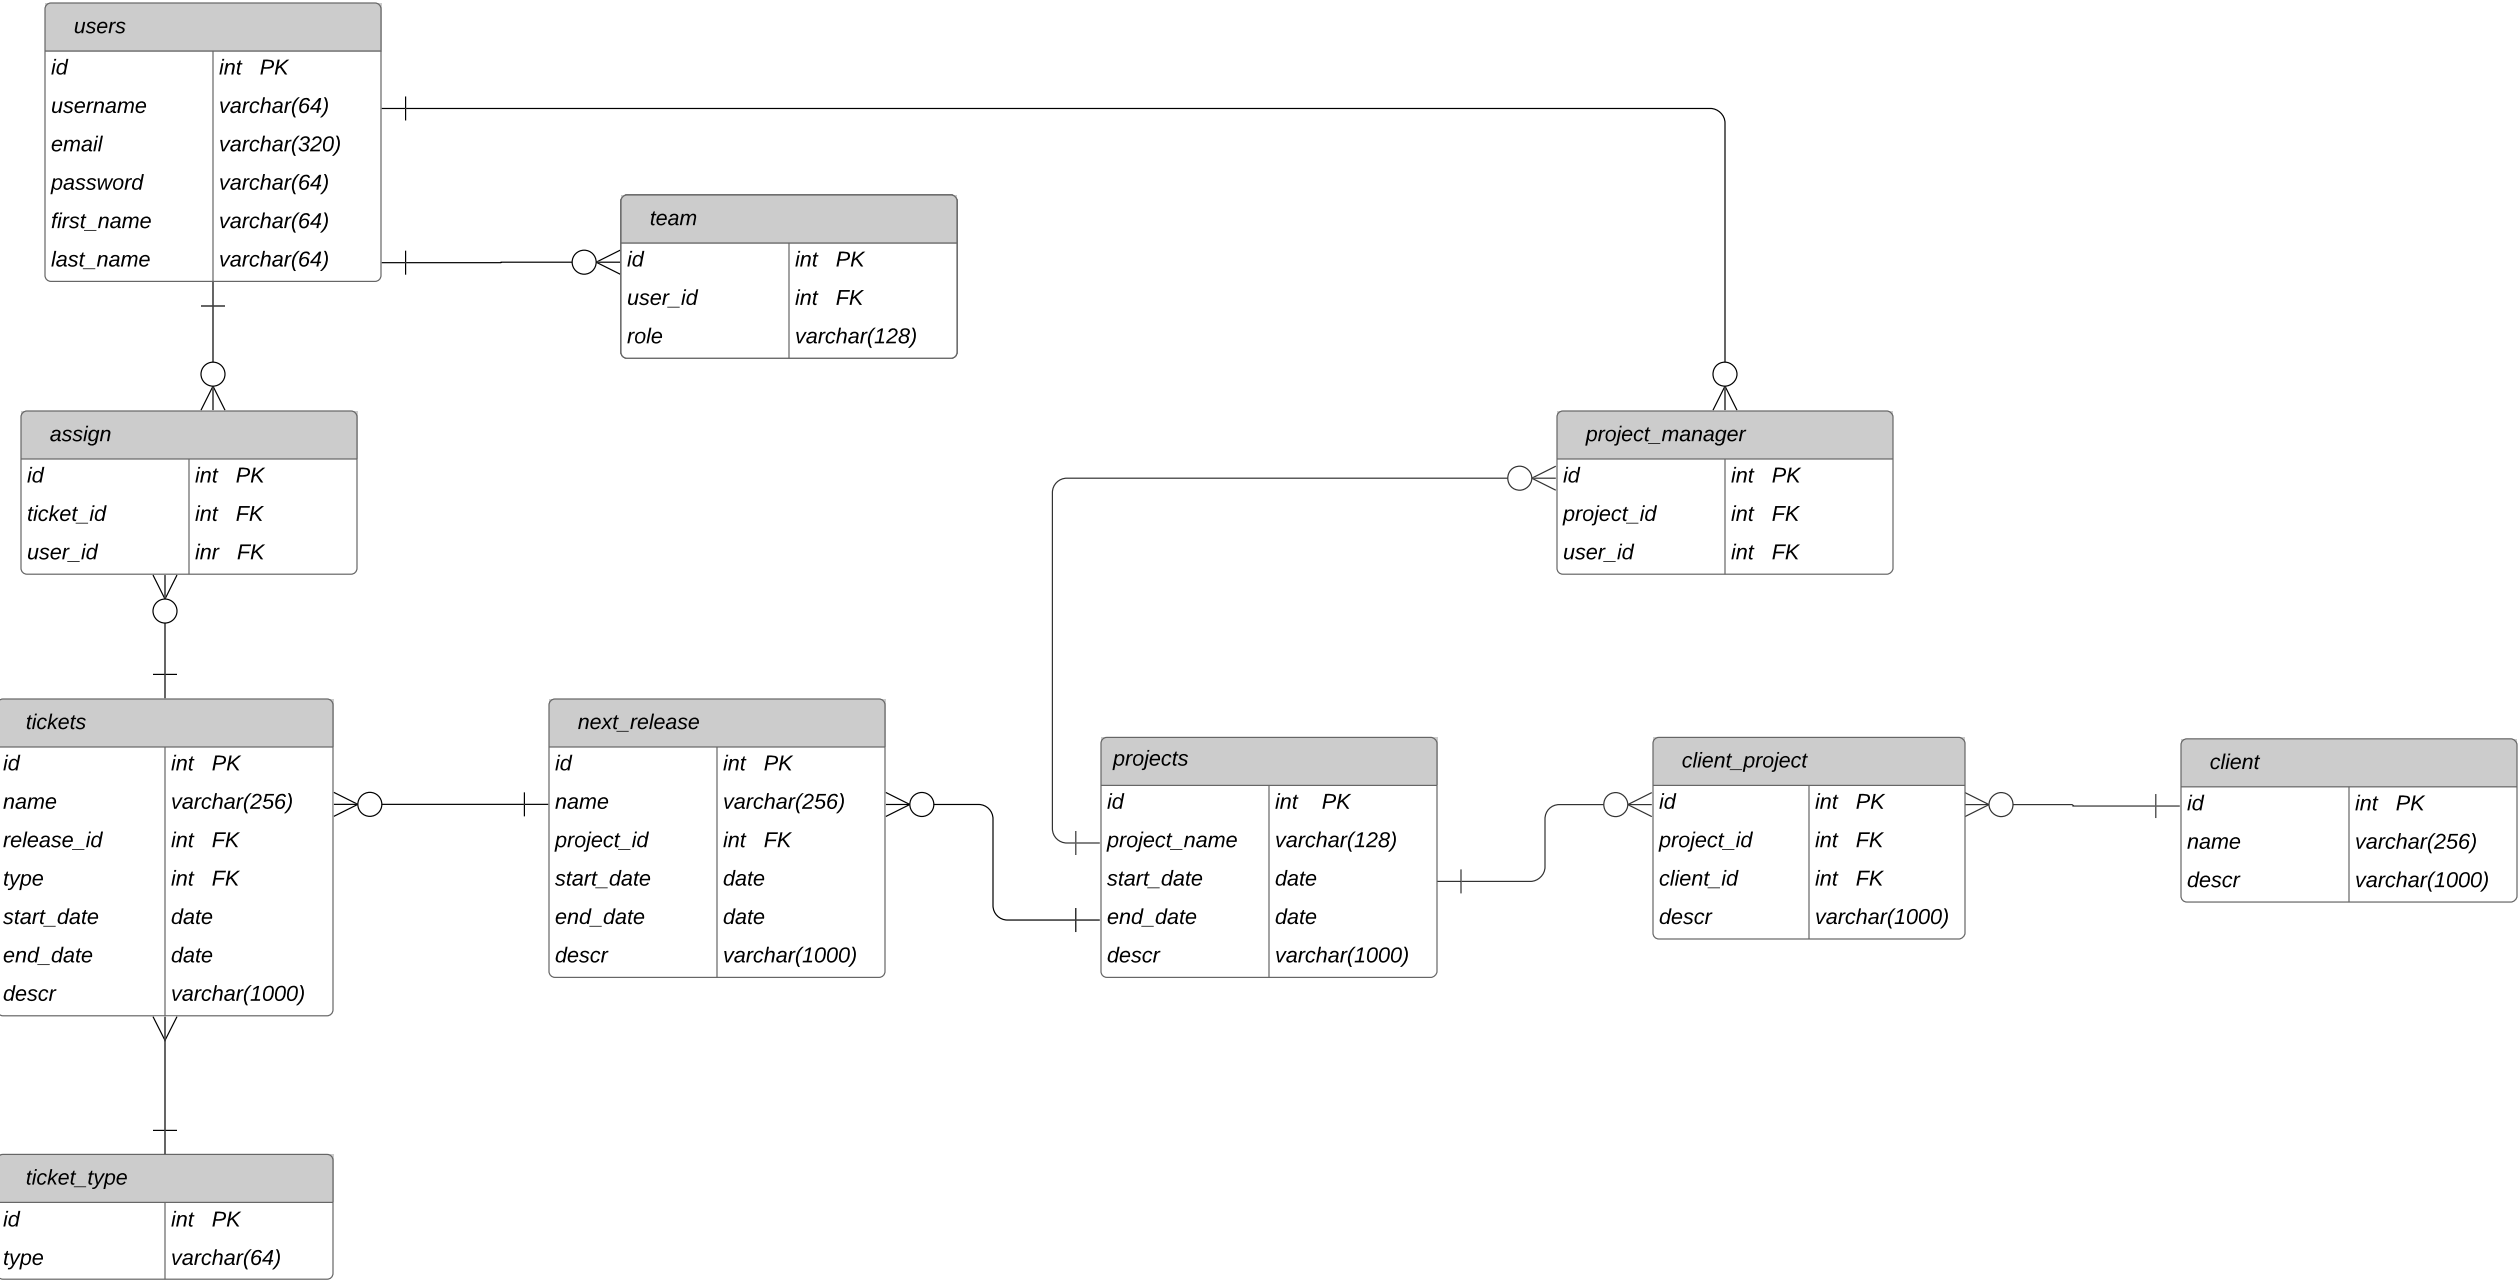 users
id int PK
username varchar(64)
email varchar(320)
password varchar(64)
first_name varchar(64)
last_name varchar(64)
team
id int PK
user_id int FK
role varchar(128)
assign
id int PK
ticket_id int FK
user_id inr FK
project_manager
id int PK
project_id int FK
user_id int FK
tickets
id int PK
name varchar(256)
release_id int FK
type int FK
start_date date
end_date date
descr varchar(1000)
next_release
id int PK
name varchar(256)
project_id int FK
start_date date
end_date date
descr varchar(1000)
projects
id int PK
project_name varchar(128)
start_date date
end_date date
descr varchar(1000)
client_project
id int PK
project_id int FK
client_id int FK
descr varchar(1000)
client
id int PK
name varchar(256)
descr varchar(1000)
ticket_type
id int PK
type varchar(64)